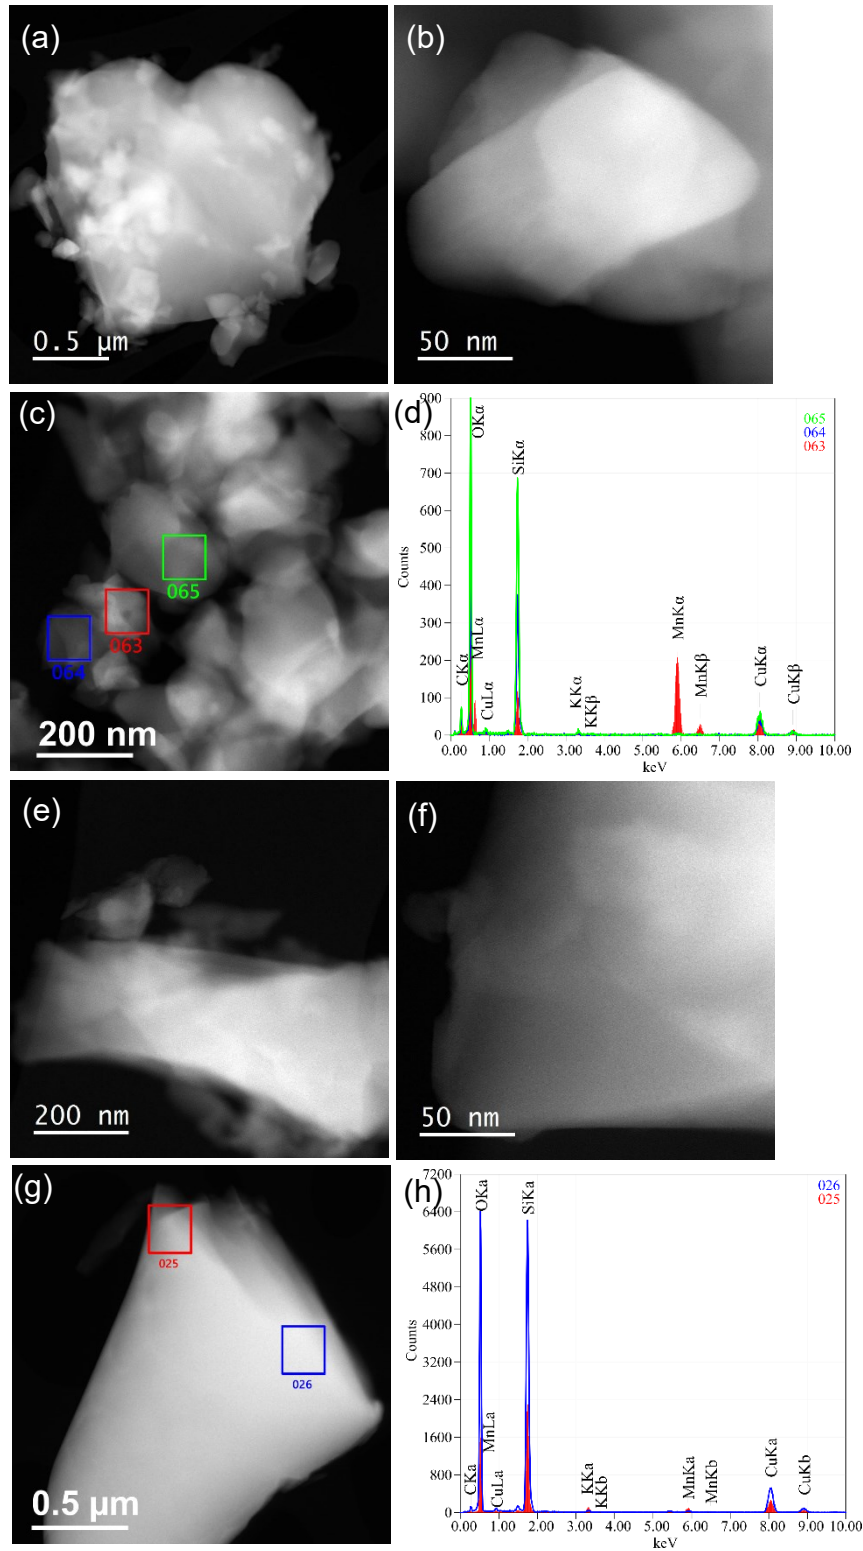 (a)
0.5 µm
(b)
50 nm
(c)
065
063
064
200 nm
(d)
900
800
700
600
500
400
300
200
100
0
Counts
CKα
OKα
MnLα
CuLα
SiKα
KKα
KKβ
MnKα
MnKβ
CuKα
CuKβ
065
064
063
0.00 1.00 2.00 3.00 4.00 5.00 6.00 7.00 8.00 9.00 10.00
keV
(e)
200 nm
(f)
50 nm
(g)
025
026
0.5 µm
(h)
7200
6400
5600
4800
4000
3200
2400
1600
800
0
Counts
CKa
OKa
MnLa
CuLa
SiKa
KKa
KKb
MnKa
MnKb
CuKa
CuKb
026
025
0.00 1.00 2.00 3.00 4.00 5.00 6.00 7.00 8.00 9.00 10.00
keV